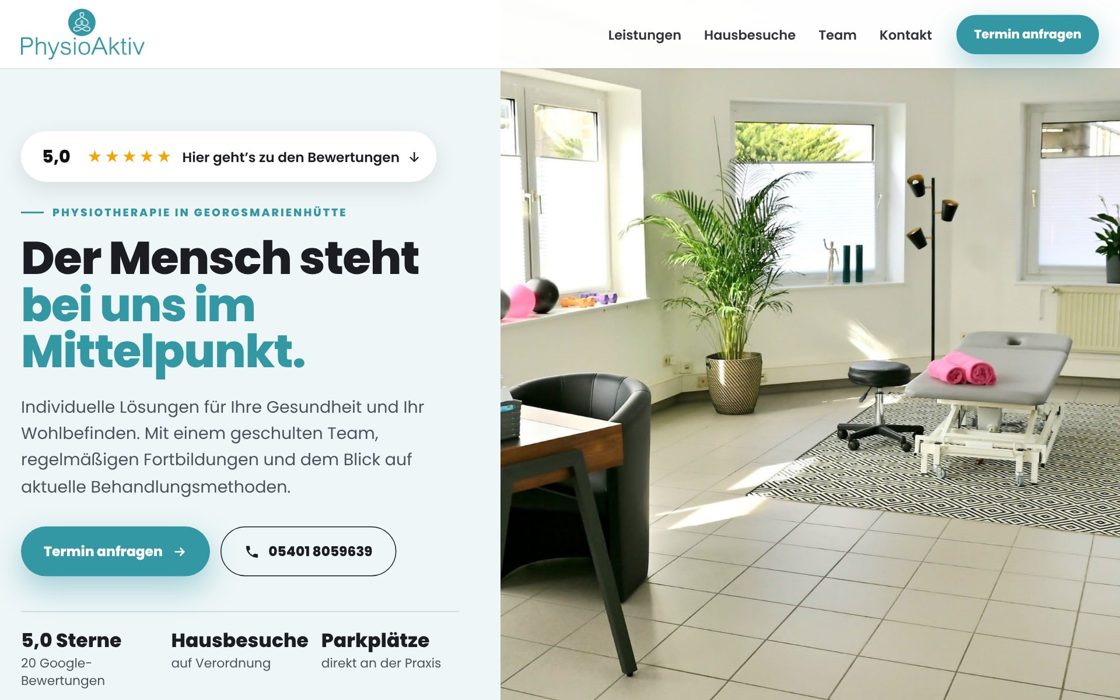 PhysioAktiv
Leistungen Hausbesuche Team Kontakt Termin anfragen
5,0 ★★★★★ Hier geht’s zu den Bewertungen ↓
PHYSIOTHERAPIE IN GEORGSMARIENHÜTTE
Der Mensch steht
bei uns im
Mittelpunkt.
Individuelle Lösungen für Ihre Gesundheit und Ihr
Wohlbefinden. Mit einem geschulten Team,
regelmäßigen Fortbildungen und dem Blick auf
aktuelle Behandlungsmethoden.
Termin anfragen →
05401 8059639
5,0 Sterne
20 Google-
Bewertungen
Hausbesuche
auf Verordnung
Parkplätze
direkt an der Praxis